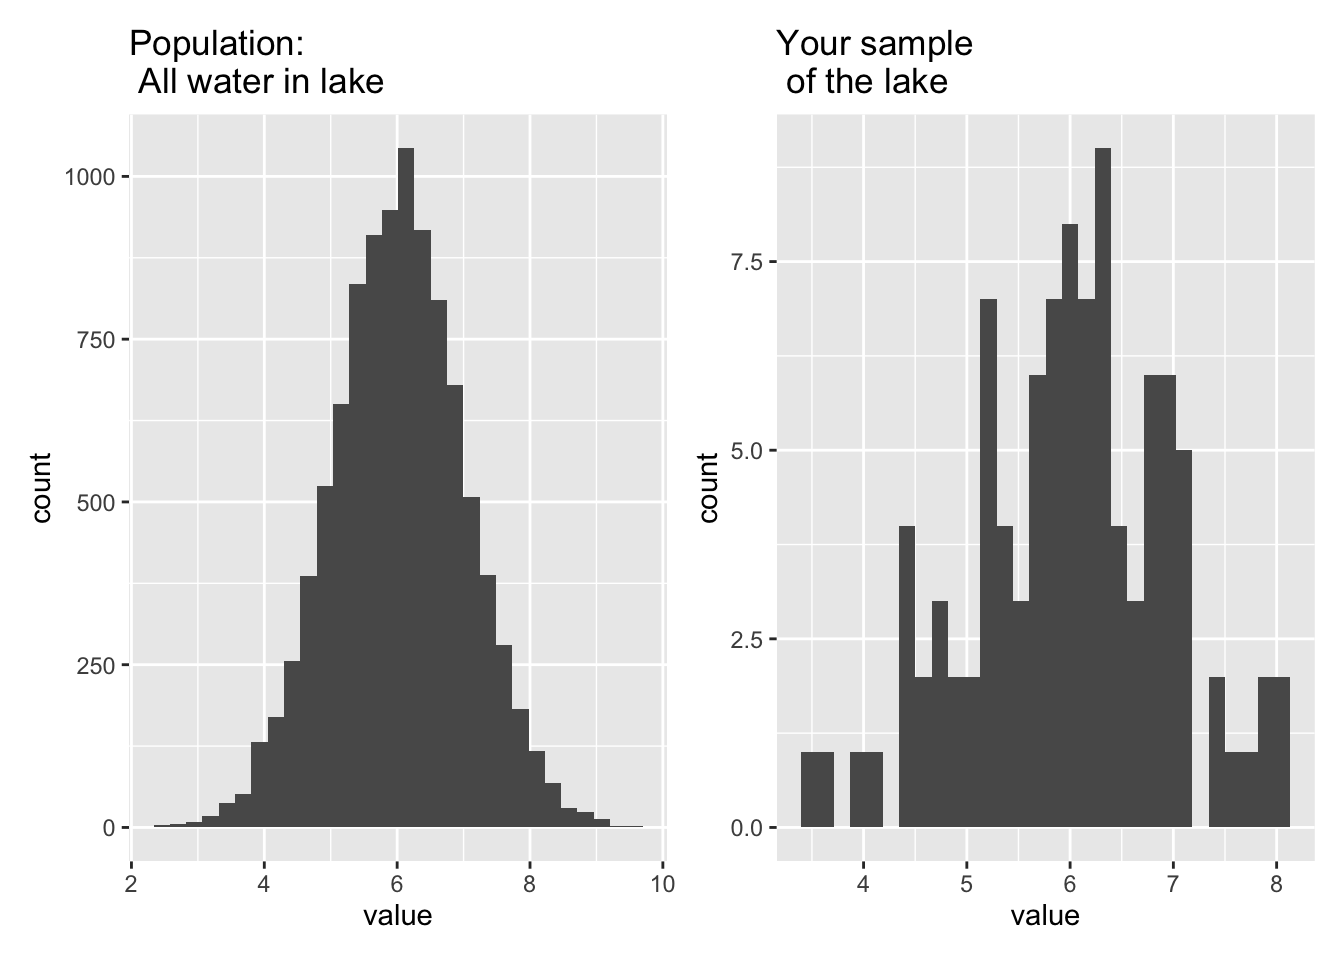 Population:
All water in lake
1000
750
500
250
0
count
2 4 6 8 10
value
Your sample
of the lake
7.5
5.0
2.5
0.0
count
4 5 6 7 8
value